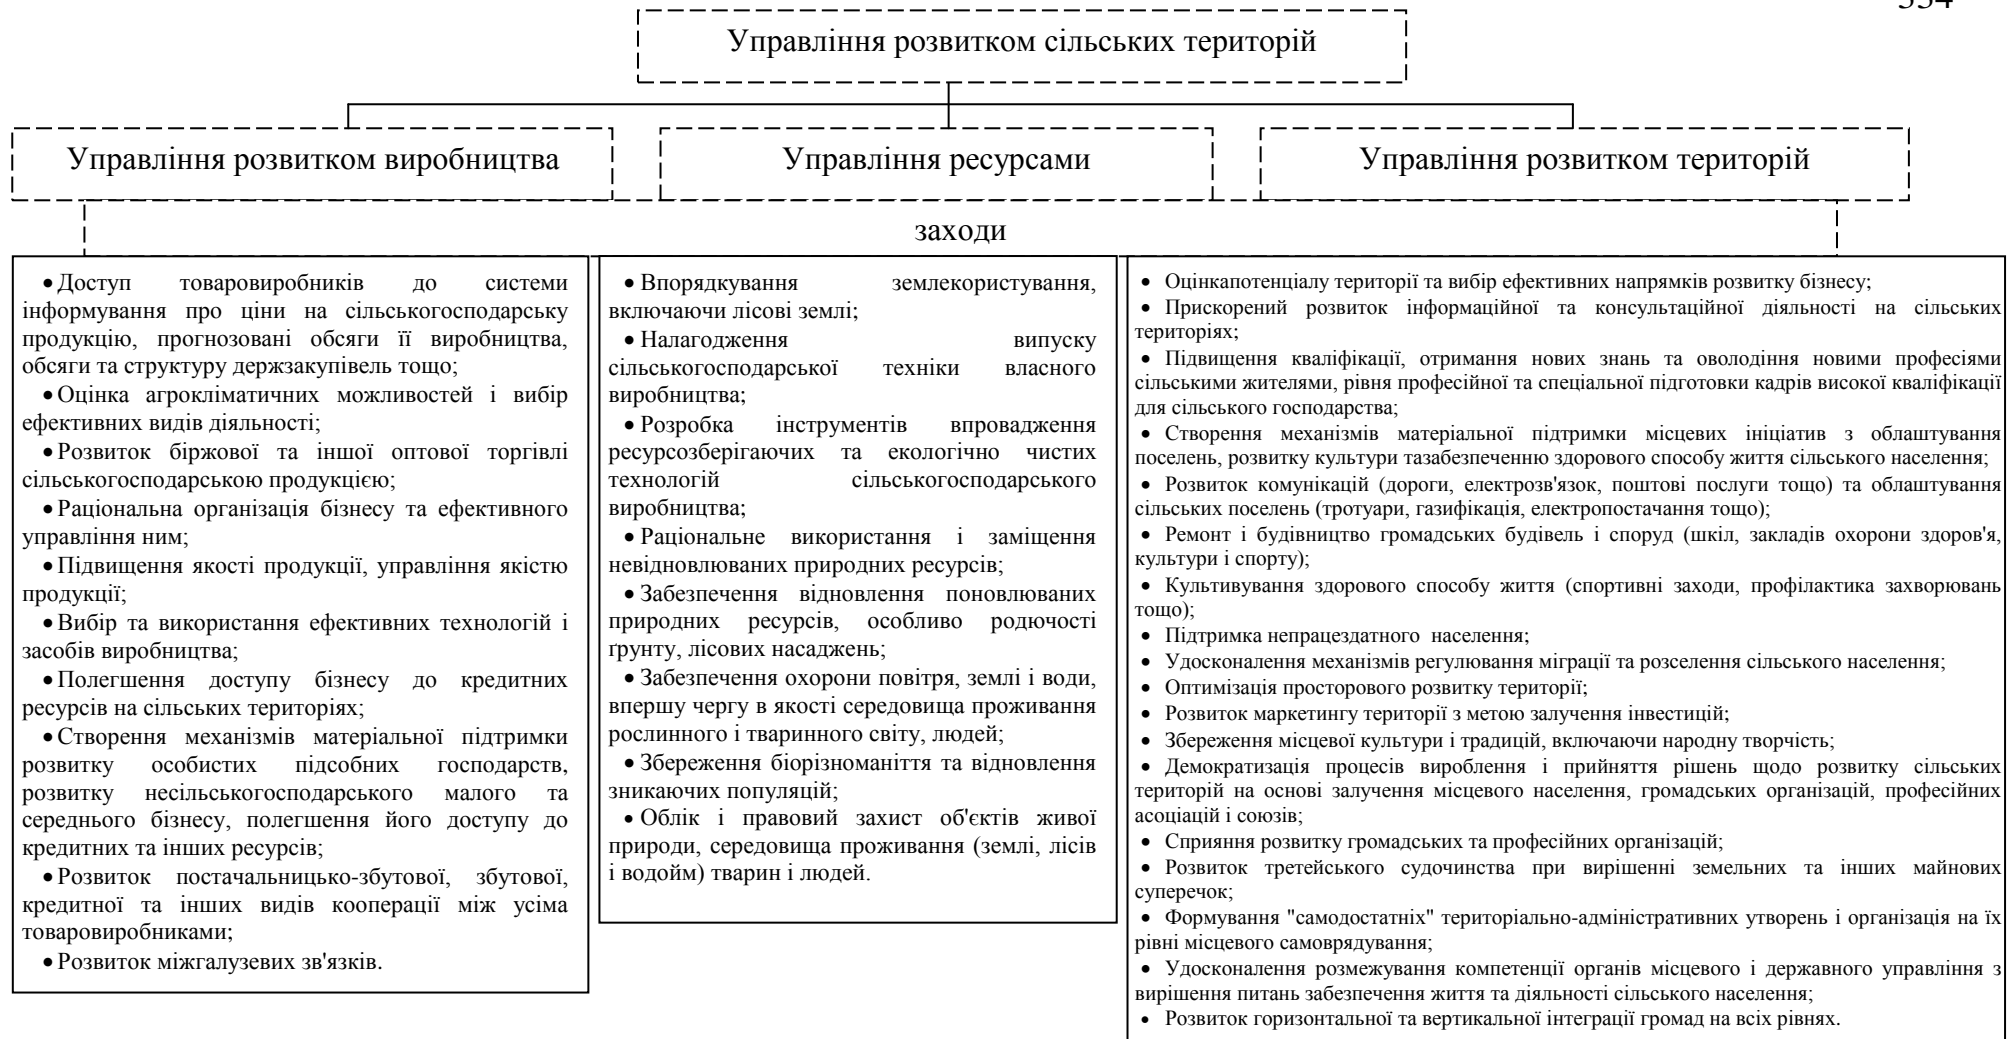 334
Управління розвитком сільських територій
Управління розвитком виробництва
Управління ресурсами
Управління розвитком територій
заходи
• Доступ товаровиробників до системи
інформування про ціни на сільськогосподарську
продукцію, прогнозовані обсяги її виробництва,
обсяги та структуру держзакупівель тощо;
• Оцінка агрокліматичних можливостей і вибір
ефективних видів діяльності;
• Розвиток біржової та іншої оптової торгівлі
сільськогосподарською продукцією;
• Раціональна організація бізнесу та ефективного
управління ним;
• Підвищення якості продукції, управління якістю
продукції;
• Вибір та використання ефективних технологій і
засобів виробництва;
• Полегшення доступу бізнесу до кредитних
ресурсів на сільських територіях;
• Створення механізмів матеріальної підтримки
розвитку особистих підсобних господарств,
розвитку несільськогосподарського малого та
середнього бізнесу, полегшення його доступу до
кредитних та інших ресурсів;
• Розвиток постачальницько-збутової, збутової,
кредитної та інших видів кооперації між усіма
товаровиробниками;
• Розвиток міжгалузевих зв'язків.
• Впорядкування землекористування,
включаючи лісові землі;
• Налагодження випуску
сільськогосподарської техніки власного
виробництва;
• Розробка інструментів впровадження
ресурсозберігаючих та екологічно чистих
технологій сільськогосподарського
виробництва;
• Раціональне використання і заміщення
невідновлюваних природних ресурсів;
• Забезпечення відновлення поновлюваних
природних ресурсів, особливо родючості
ґрунту, лісових насаджень;
• Забезпечення охорони повітря, землі і води,
впершу чергу в якості середовища проживання
рослинного і тваринного світу, людей;
• Збереження біорізноманіття та відновлення
зникаючих популяцій;
• Облік і правовий захист об'єктів живої
природи, середовища проживання (землі, лісів
і водойм) тварин і людей.
• Оцінкапотенціалу території та вибір ефективних напрямків розвитку бізнесу;
• Прискорений розвиток інформаційної та консультаційної діяльності на сільських
територіях;
• Підвищення кваліфікації, отримання нових знань та оволодіння новими професіями
сільськими жителями, рівня професійної та спеціальної підготовки кадрів високої кваліфікації
для сільського господарства;
• Створення механізмів матеріальної підтримки місцевих ініціатив з облаштування
поселень, розвитку культури тазабезпеченню здорового способу життя сільського населення;
• Розвиток комунікацій (дороги, електрозв'язок, поштові послуги тощо) та облаштування
сільських поселень (тротуари, газифікація, електропостачання тощо);
• Ремонт і будівництво громадських будівель і споруд (шкіл, закладів охорони здоров'я,
культури і спорту);
• Культивування здорового способу життя (спортивні заходи, профілактика захворювань
тощо);
• Підтримка непрацездатного населення;
• Удосконалення механізмів регулювання міграції та розселення сільського населення;
• Оптимізація просторового розвитку території;
• Розвиток маркетингу території з метою залучення інвестицій;
• Збереження місцевої культури і традицій, включаючи народну творчість;
• Демократизація процесів вироблення і прийняття рішень щодо розвитку сільських
територій на основі залучення місцевого населення, громадських організацій, професійних
асоціацій і союзів;
• Сприяння розвитку громадських та професійних організацій;
• Розвиток третейського судочинства при вирішенні земельних та інших майнових
суперечок;
• Формування "самодостатніх" територіально-адміністративних утворень і організація на їх
рівні місцевого самоврядування;
• Удосконалення розмежування компетенції органів місцевого і державного управління з
вирішення питань забезпечення життя та діяльності сільського населення;
• Розвиток горизонтальної та вертикальної інтеграції громад на всіх рівнях.